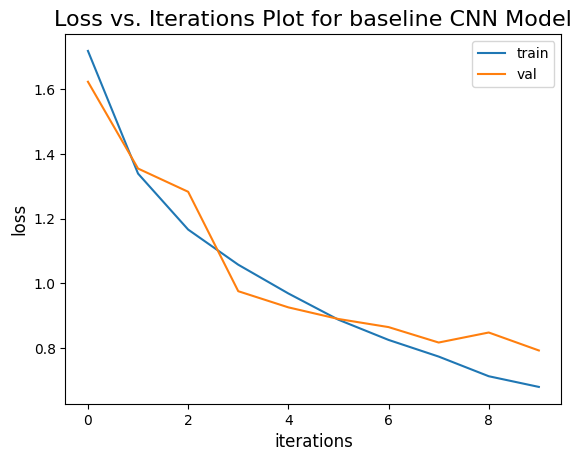 Loss vs. Iterations Plot for baseline CNN Model
train
val
1.6
1.4
1.2
1.0
0.8
loss
0 2 4 6 8
iterations